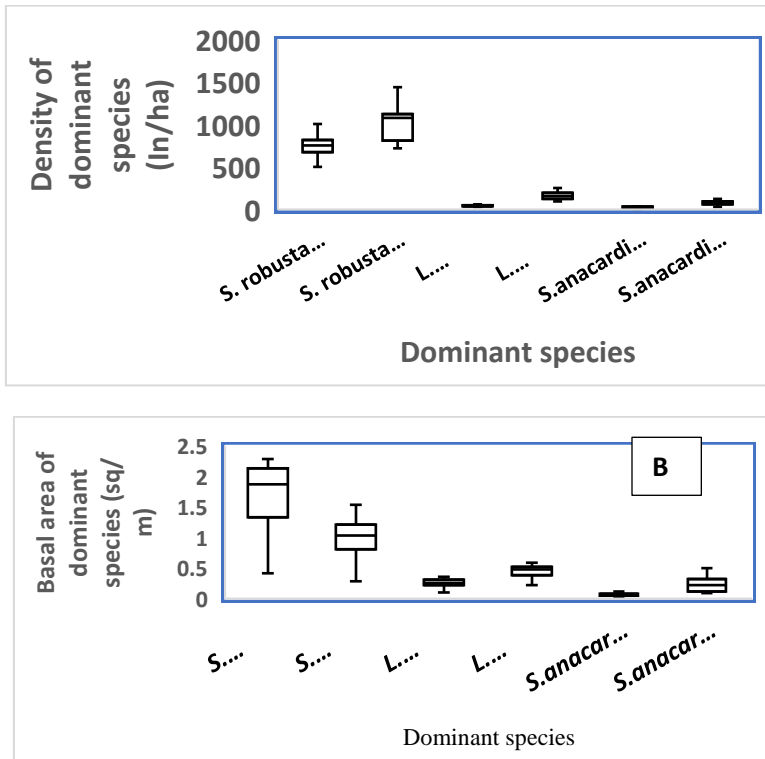 2000
1500
1000
500
0
Density of
dominant
species
(In/ha)
S. robusta...
S. robusta...
L....
L....
S.anacardi...
S.anacardi...
Dominant species
2.5
2
1.5
1
0.5
0
Basal area of
dominant
species (sq/
m)
B
S....
S....
L....
L....
S.anacar...
S.anacar...
Dominant species